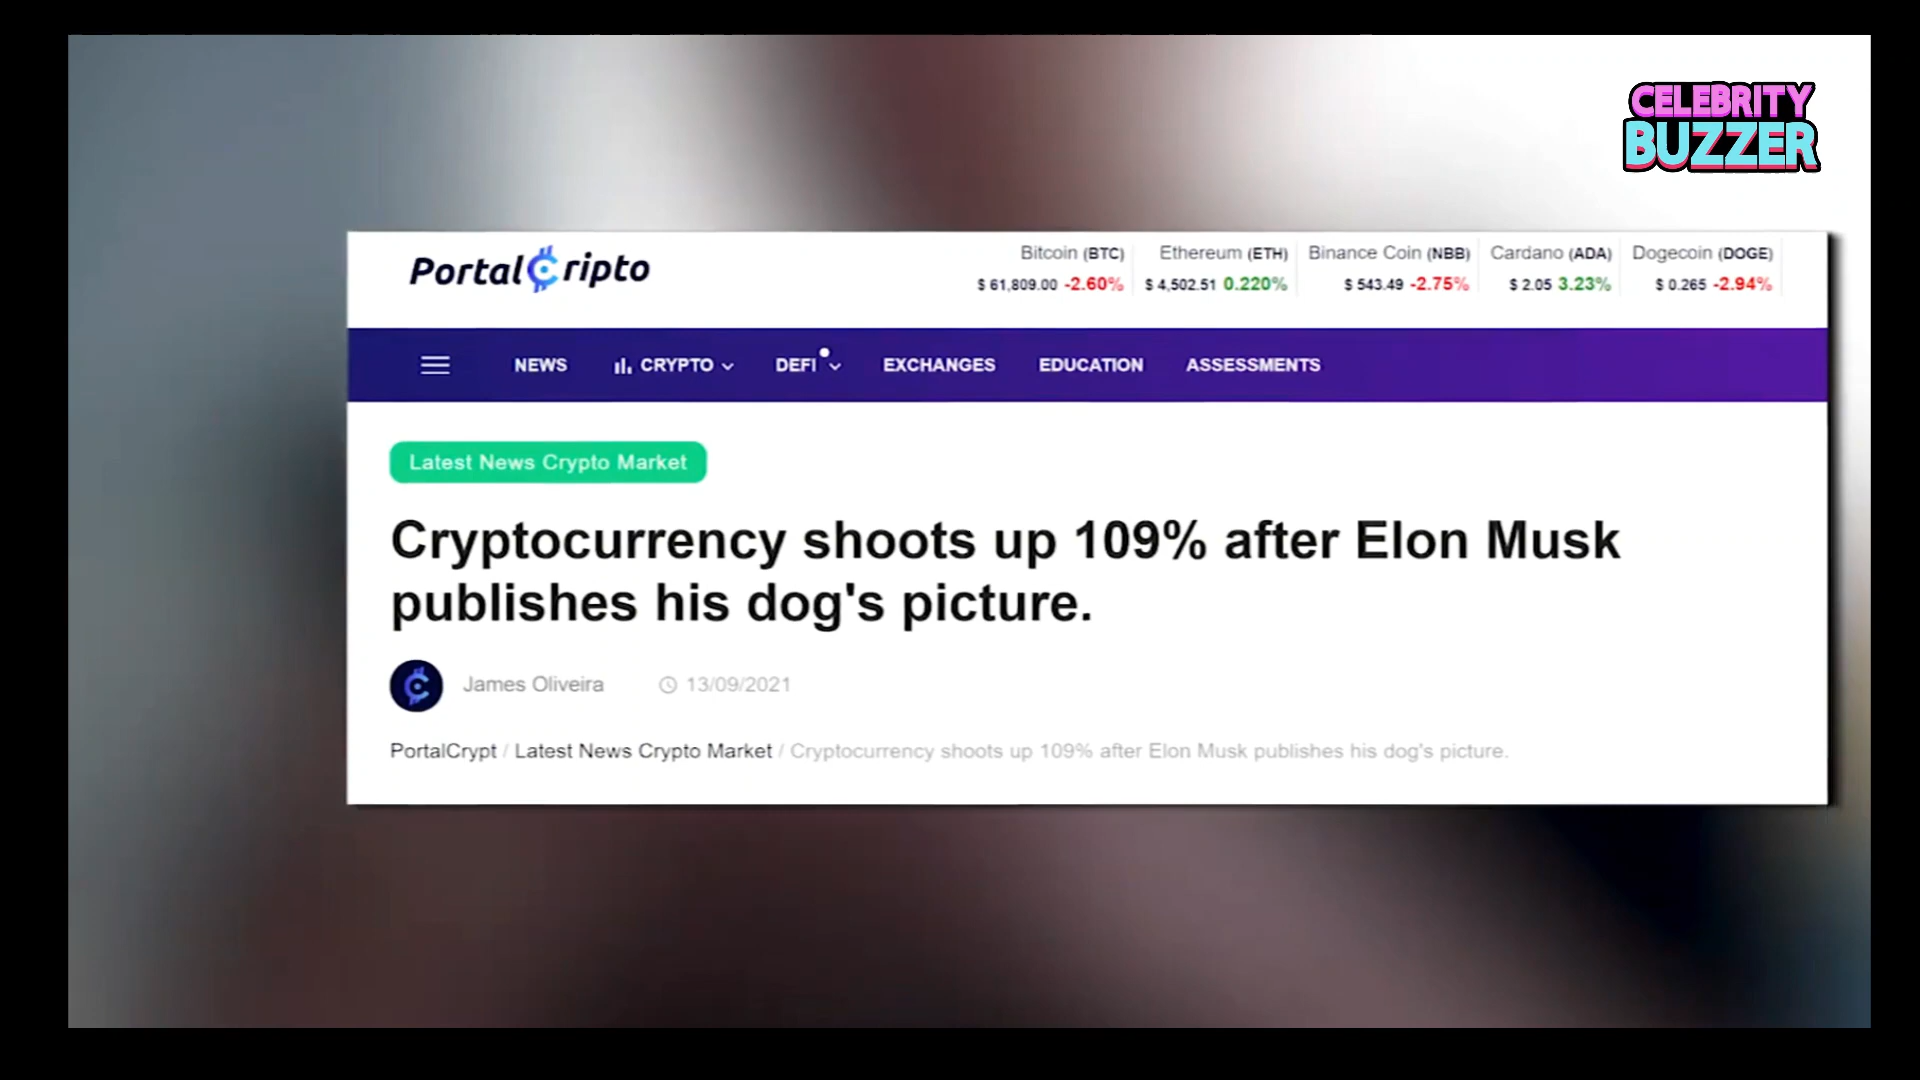 CELEBRITY
BUZZER
PortalCripto
Bitcoin (BTC) Ethereum (ETH) Binance Coin (NBB) Cardano (ADA) Dogecoin (DOGE)
$ 61,809.00 -2.60% $ 4,502.51 0.220% $ 543.49 -2.75% $ 2.05 3.23% $ 0.265 -2.94%
NEWS CRYPTO DEFI EXCHANGES EDUCATION ASSESSMENTS
Latest News Crypto Market
Cryptocurrency shoots up 109% after Elon Musk
publishes his dog's picture.
James Oliveira 13/09/2021
PortalCrypt / Latest News Crypto Market / Cryptocurrency shoots up 109% after Elon Musk publishes his dog's picture.